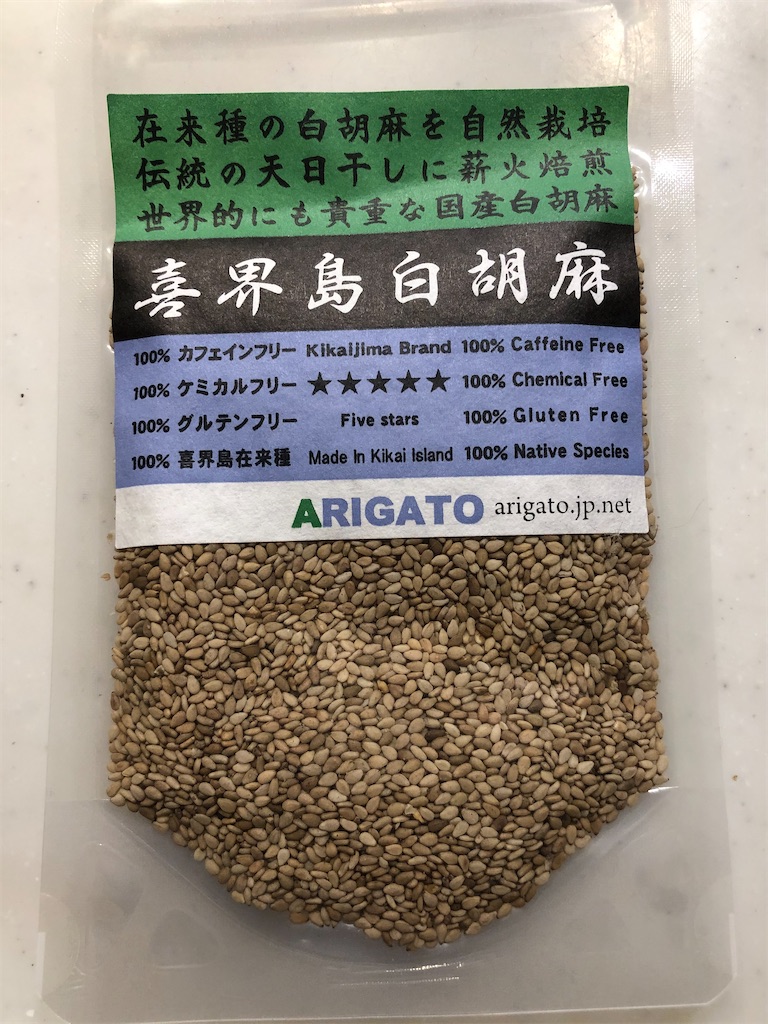 在来種の白胡麻を自然栽培
伝統の天日干しに薪火焙煎
世界的にも貴重な国産白胡麻
喜界島白胡麻
100% カフェインフリー Kikaijima Brand 100% Caffeine Free
100% ケミカルフリー ★★★★★ 100% Chemical Free
100% グルテンフリー Five stars 100% Gluten Free
100% 喜界島在来種 Made In Kikai Island 100% Native Species
ARIGATO arigato.jp.net